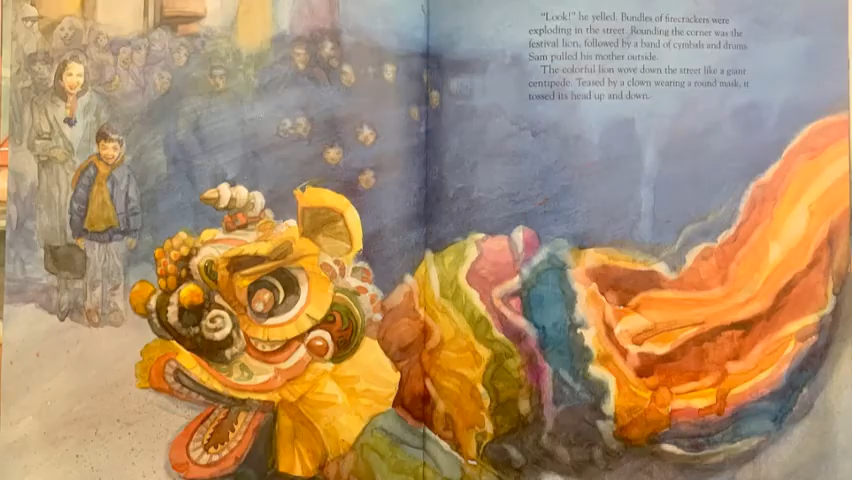 "Look!" he yelled. Bundles of firecrackers were
exploding in the street. Rounding the corner was the
festival lion, followed by a band of cymbals and drums.
Sam pulled his mother outside.
The colorful lion wove down the street like a giant
centipede. Teased by a clown wearing a round mask, it
tossed its head up and down.